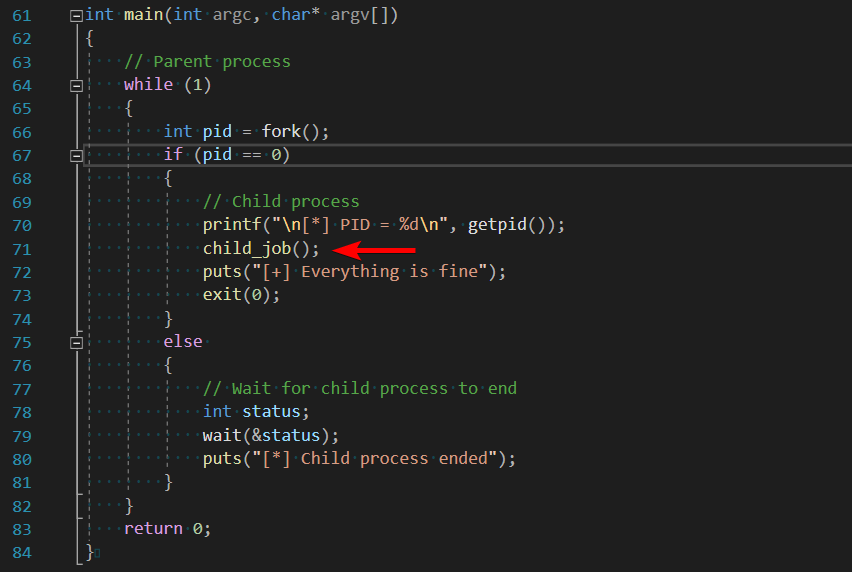 61 int main(int argc, char* argv[])
62 {
63 // Parent process
64 while (1)
65 {
66 int pid = fork();
67 if (pid == 0)
68 {
69 // Child process
70 printf("\n[*] PID = %d\n", getpid());
71 child_job();
72 puts("[+] Everything is fine");
73 exit(0);
74 }
75 else
76 {
77 // Wait for child process to end
78 int status;
79 wait(&status);
80 puts("[*] Child process ended");
81 }
82 }
83 return 0;
84 }